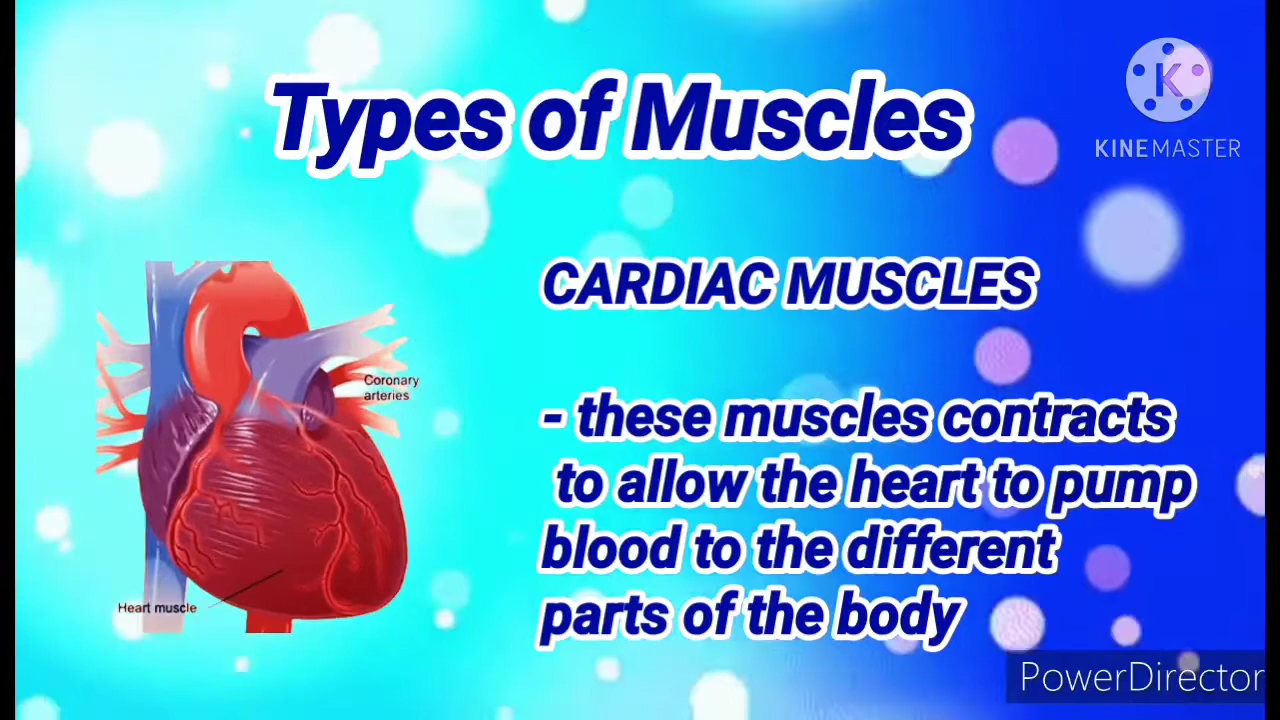 Types of Muscles
KINEMASTER
CARDIAC MUSCLES
Coronary
arteries
- these muscles contracts
to allow the heart to pump
blood to the different
parts of the body
Heart muscle
PowerDirector